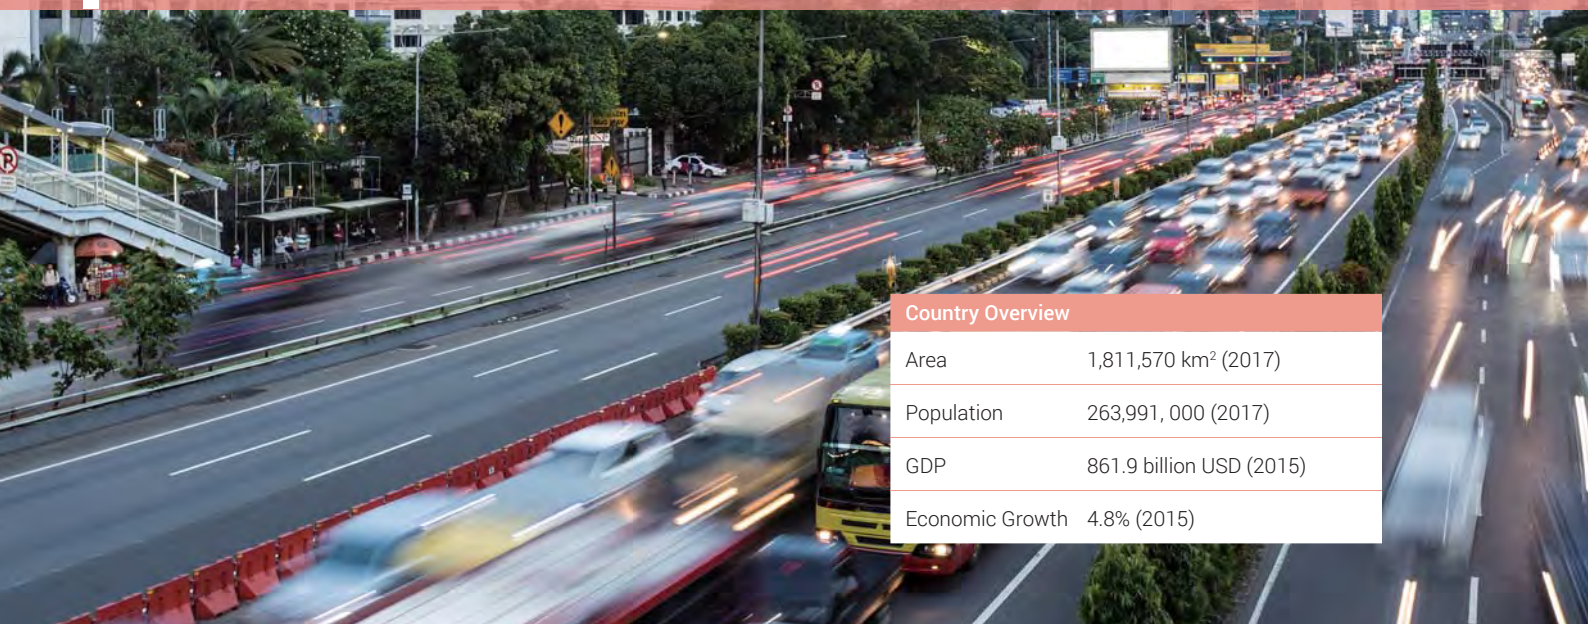 Country Overview
Area 1,811,570 km² (2017)
Population 263,991, 000 (2017)
GDP 861.9 billion USD (2015)
Economic Growth 4.8% (2015)